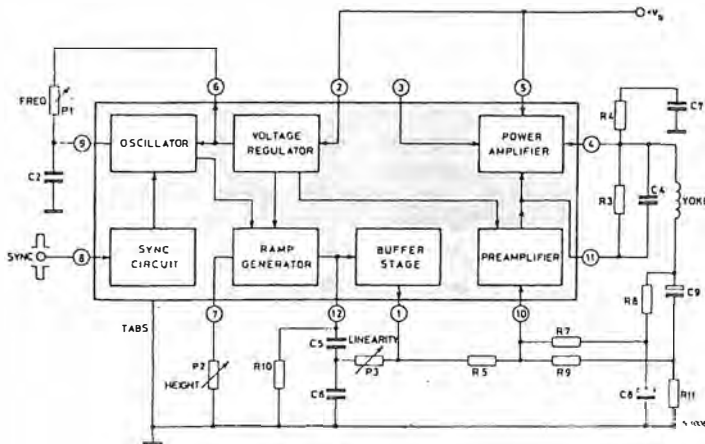 +Vs
6
2
3
5
FREQ
P1
R4
C7
9
OSCILLATOR
VOLTAGE
REGULATOR
POWER
AMPLIFIER
4
C2
R3
C4
YOKE
SYNC
8
SYNC
CIRCUIT
RAMP
GENERATOR
BUFFER
STAGE
PREAMPLIFIER
11
R8
C9
TABS
7
12
1
10
C5
LINEARITY
R7
P2
HEIGHT
R10
P3
R5
R9
C6
C8
R11